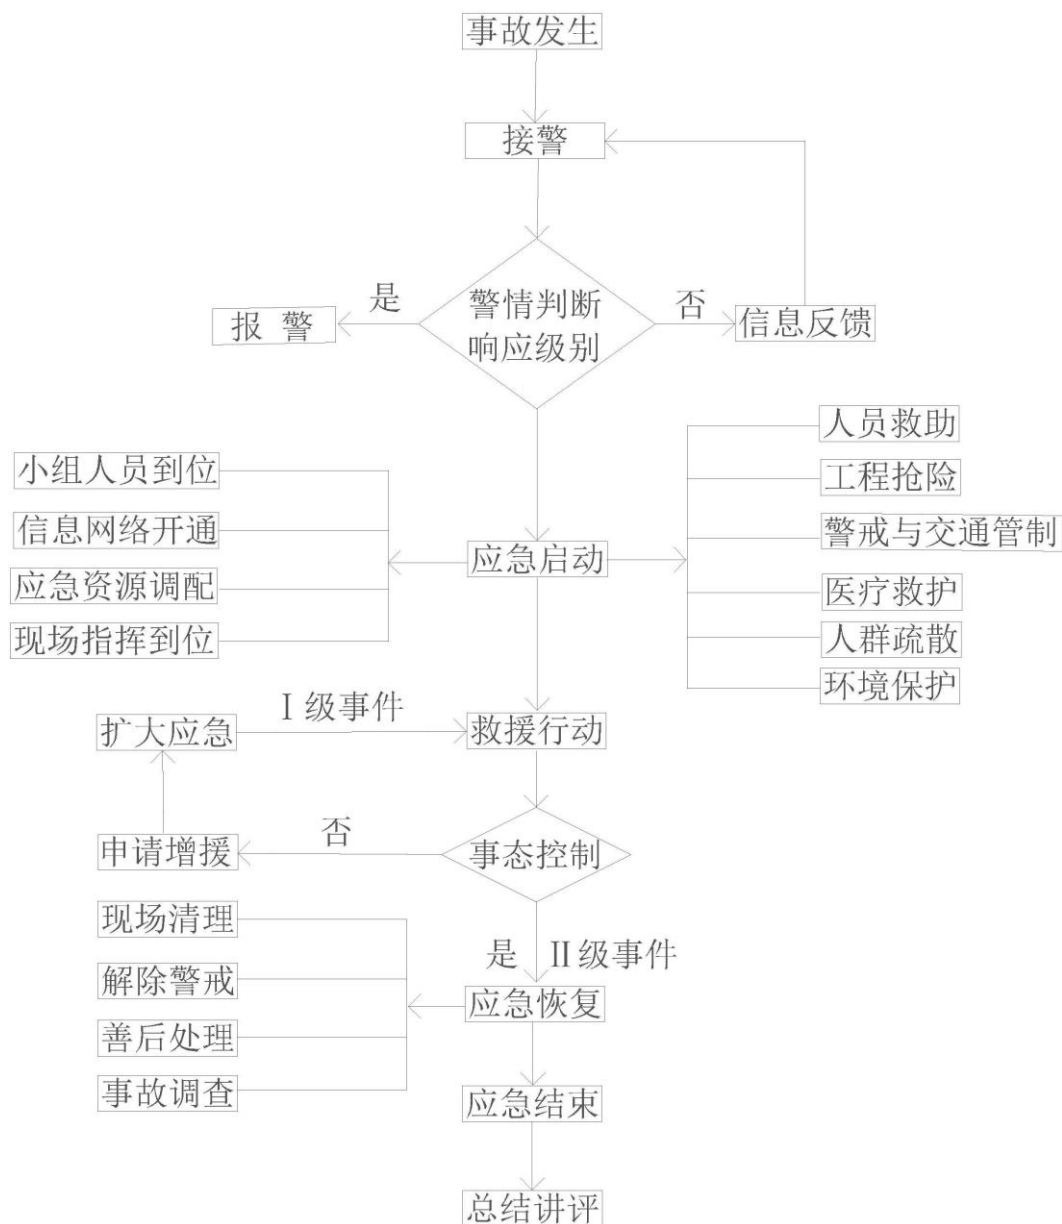 事故发生
接警
警情判断
响应级别
是
报 警
否
信息反馈
人员救助
工程抢险
警戒与交通管制
医疗救护
人群疏散
环境保护
小组人员到位
信息网络开通
应急资源调配
现场指挥到位
应急启动
扩大应急
Ⅰ级事件
救援行动
申请增援
否
事态控制
现场清理
解除警戒
善后处理
事故调查
是
Ⅱ级事件
应急恢复
应急结束
总结讲评